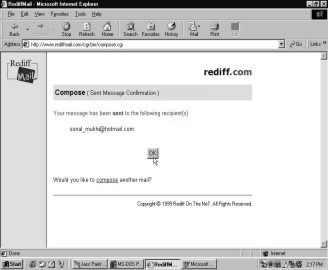 RediffMail - Microsoft Internet Explorer
File Edit View Favorites Tools Help
Back Forward Stop Refresh Home Search Favorites History Mail Print
Address http://www.rediffmail.com/cgi-bin/compose.cgi Go Links »
Rediff
Mail
rediff.com
Compose ( Sent Message Confirmation )
Your message has been sent to the following recipient(s)
sonal_mukhi@hotmail.com
OK
Would you like to compose another mail?
Copyright © 1999 Rediff On The NeT. All Rights Reserved.
Done Internet
Start Jasc Paint ... MS-DOS P... RediffM... Microsoft ... 2:17 PM